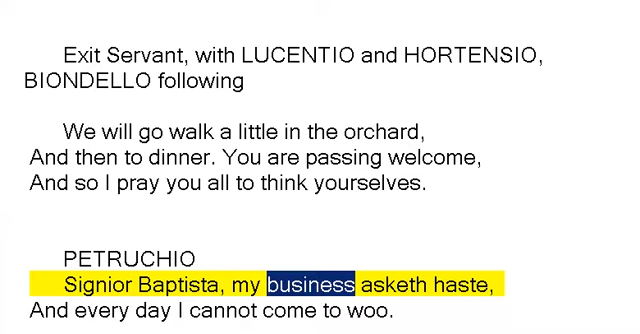 Exit Servant, with LUCENTIO and HORTENSIO,
BIONDELLO following
We will go walk a little in the orchard,
And then to dinner. You are passing welcome,
And so I pray you all to think yourselves.
PETRUCHIO
Signior Baptista, my business asketh haste,
And every day I cannot come to woo.